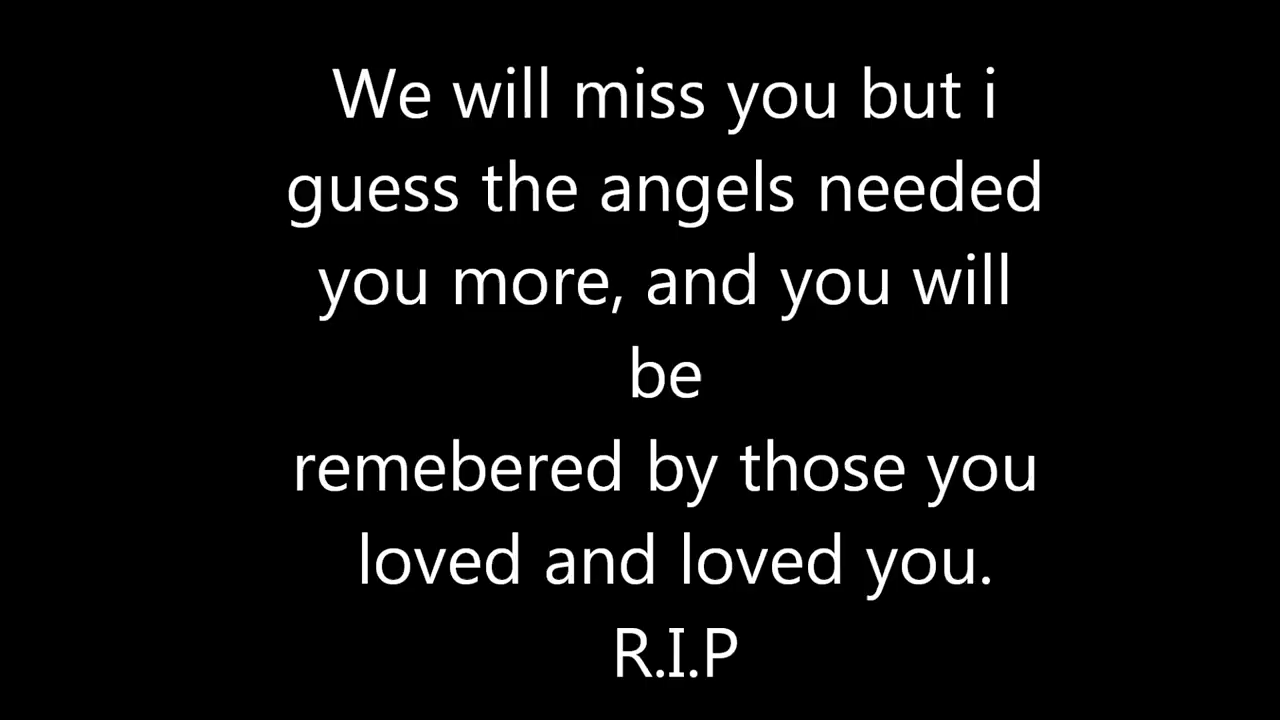 We will miss you but i
guess the angels needed
you more, and you will
be
remebered by those you
loved and loved you.
R.I.P